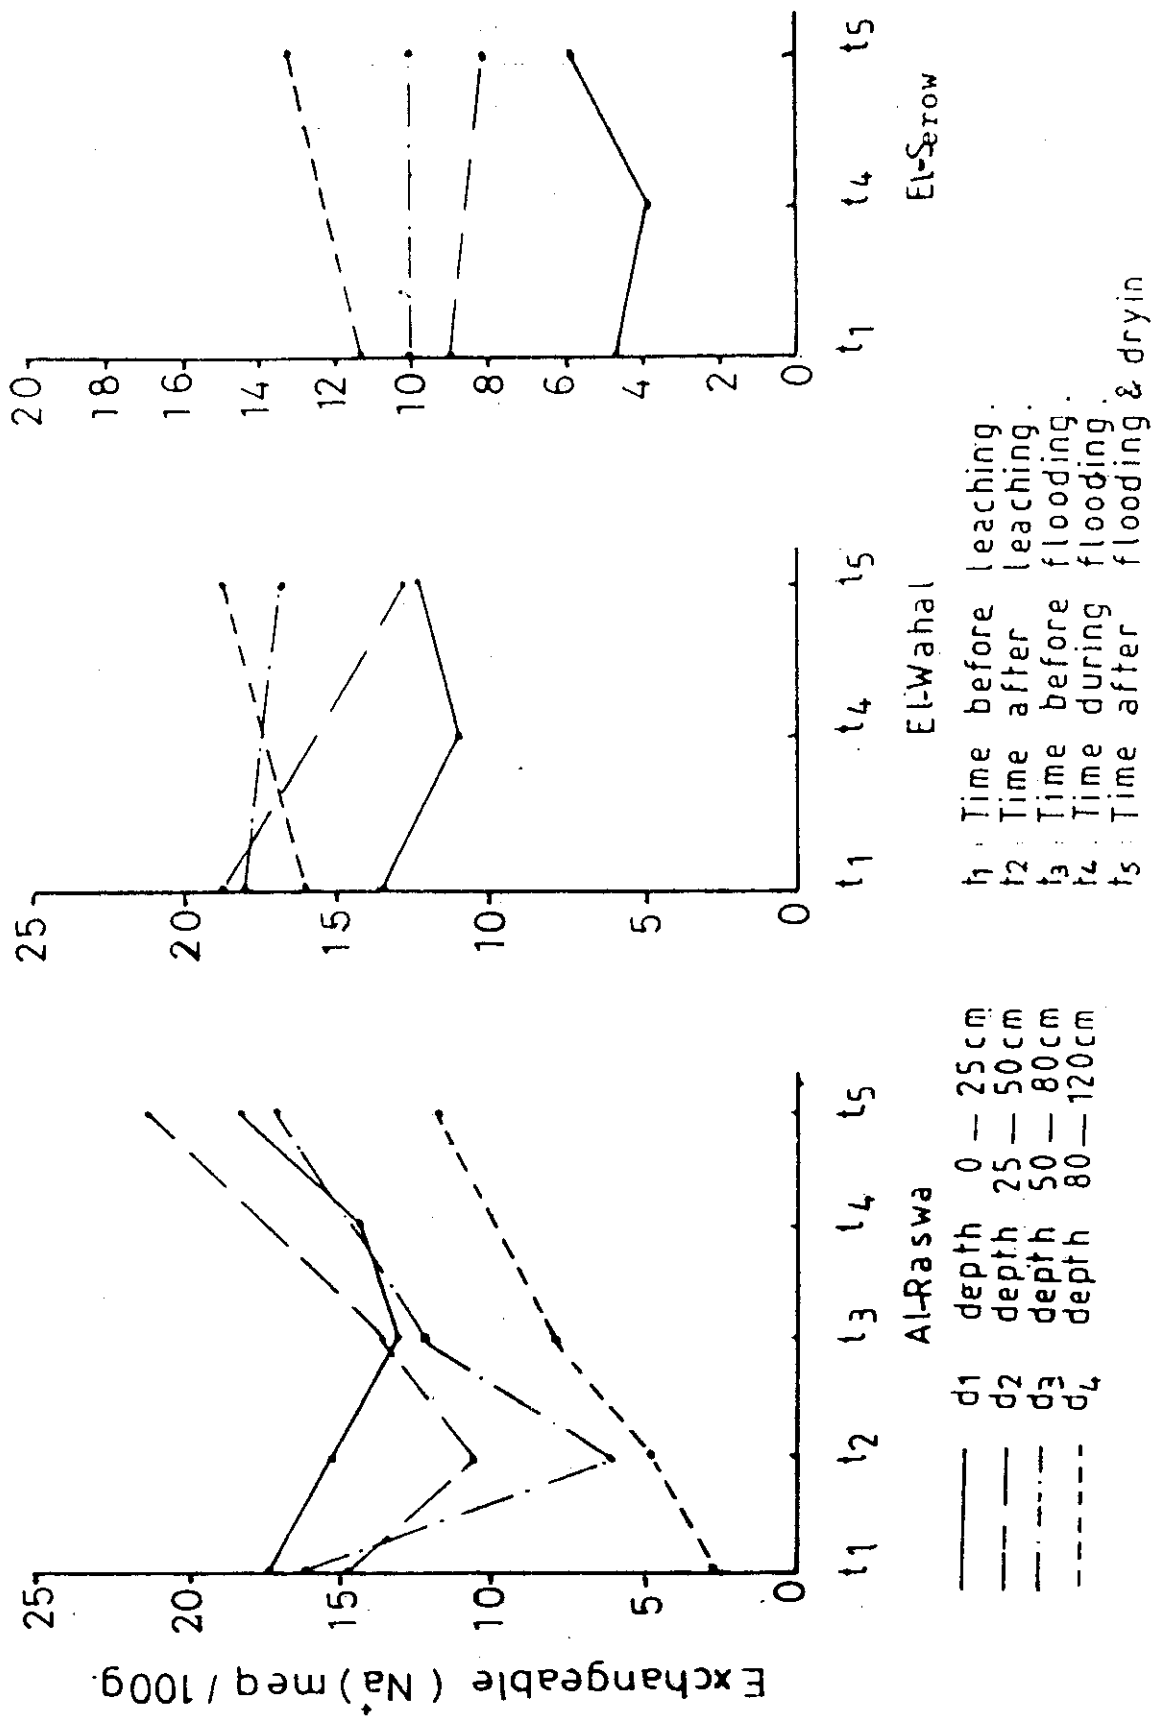 Exchangeable (Na⁺) meq / 100g.
25
20
15
10
5
0
t1 t2 t3 t4 t5
Al-Raswa
25
20
15
10
5
0
t1 t4 t5
El-Wahal
20
18
16
14
12
10
8
6
4
2
0
t1 t4 t5
El-Serow
d1 depth 0 — 25cm
d2 depth 25 — 50cm
d3 depth 50 — 80cm
d4 depth 80 — 120cm
t1 : Time before leaching.
t2 : Time after leaching.
t3 : Time before flooding.
t4 : Time during flooding.
t5 : Time after flooding & dryin